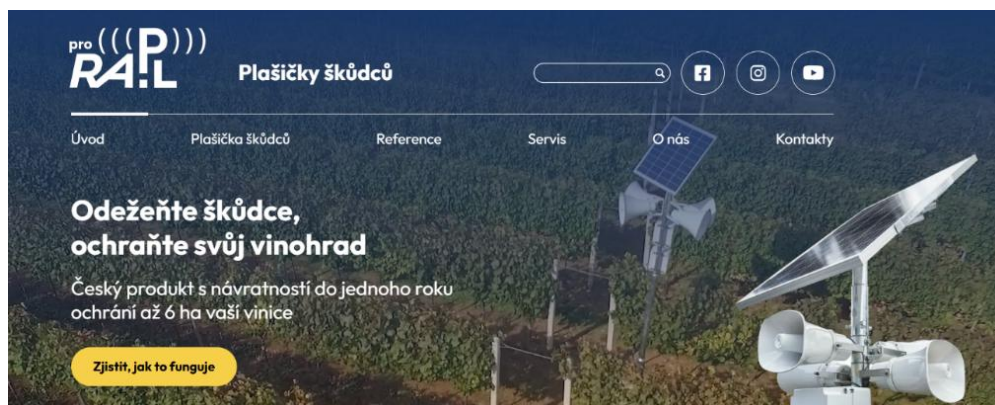 pro RA.PL
Plašičky škůdců
Úvod
Plašička škůdců
Reference
Servis
O nás
Kontakty
Odežeňte škůdce,
ochraňte svůj vinohrad
Český produkt s návratností do jednoho roku
ochrání až 6 ha vaší vinice
Zjistit, jak to funguje